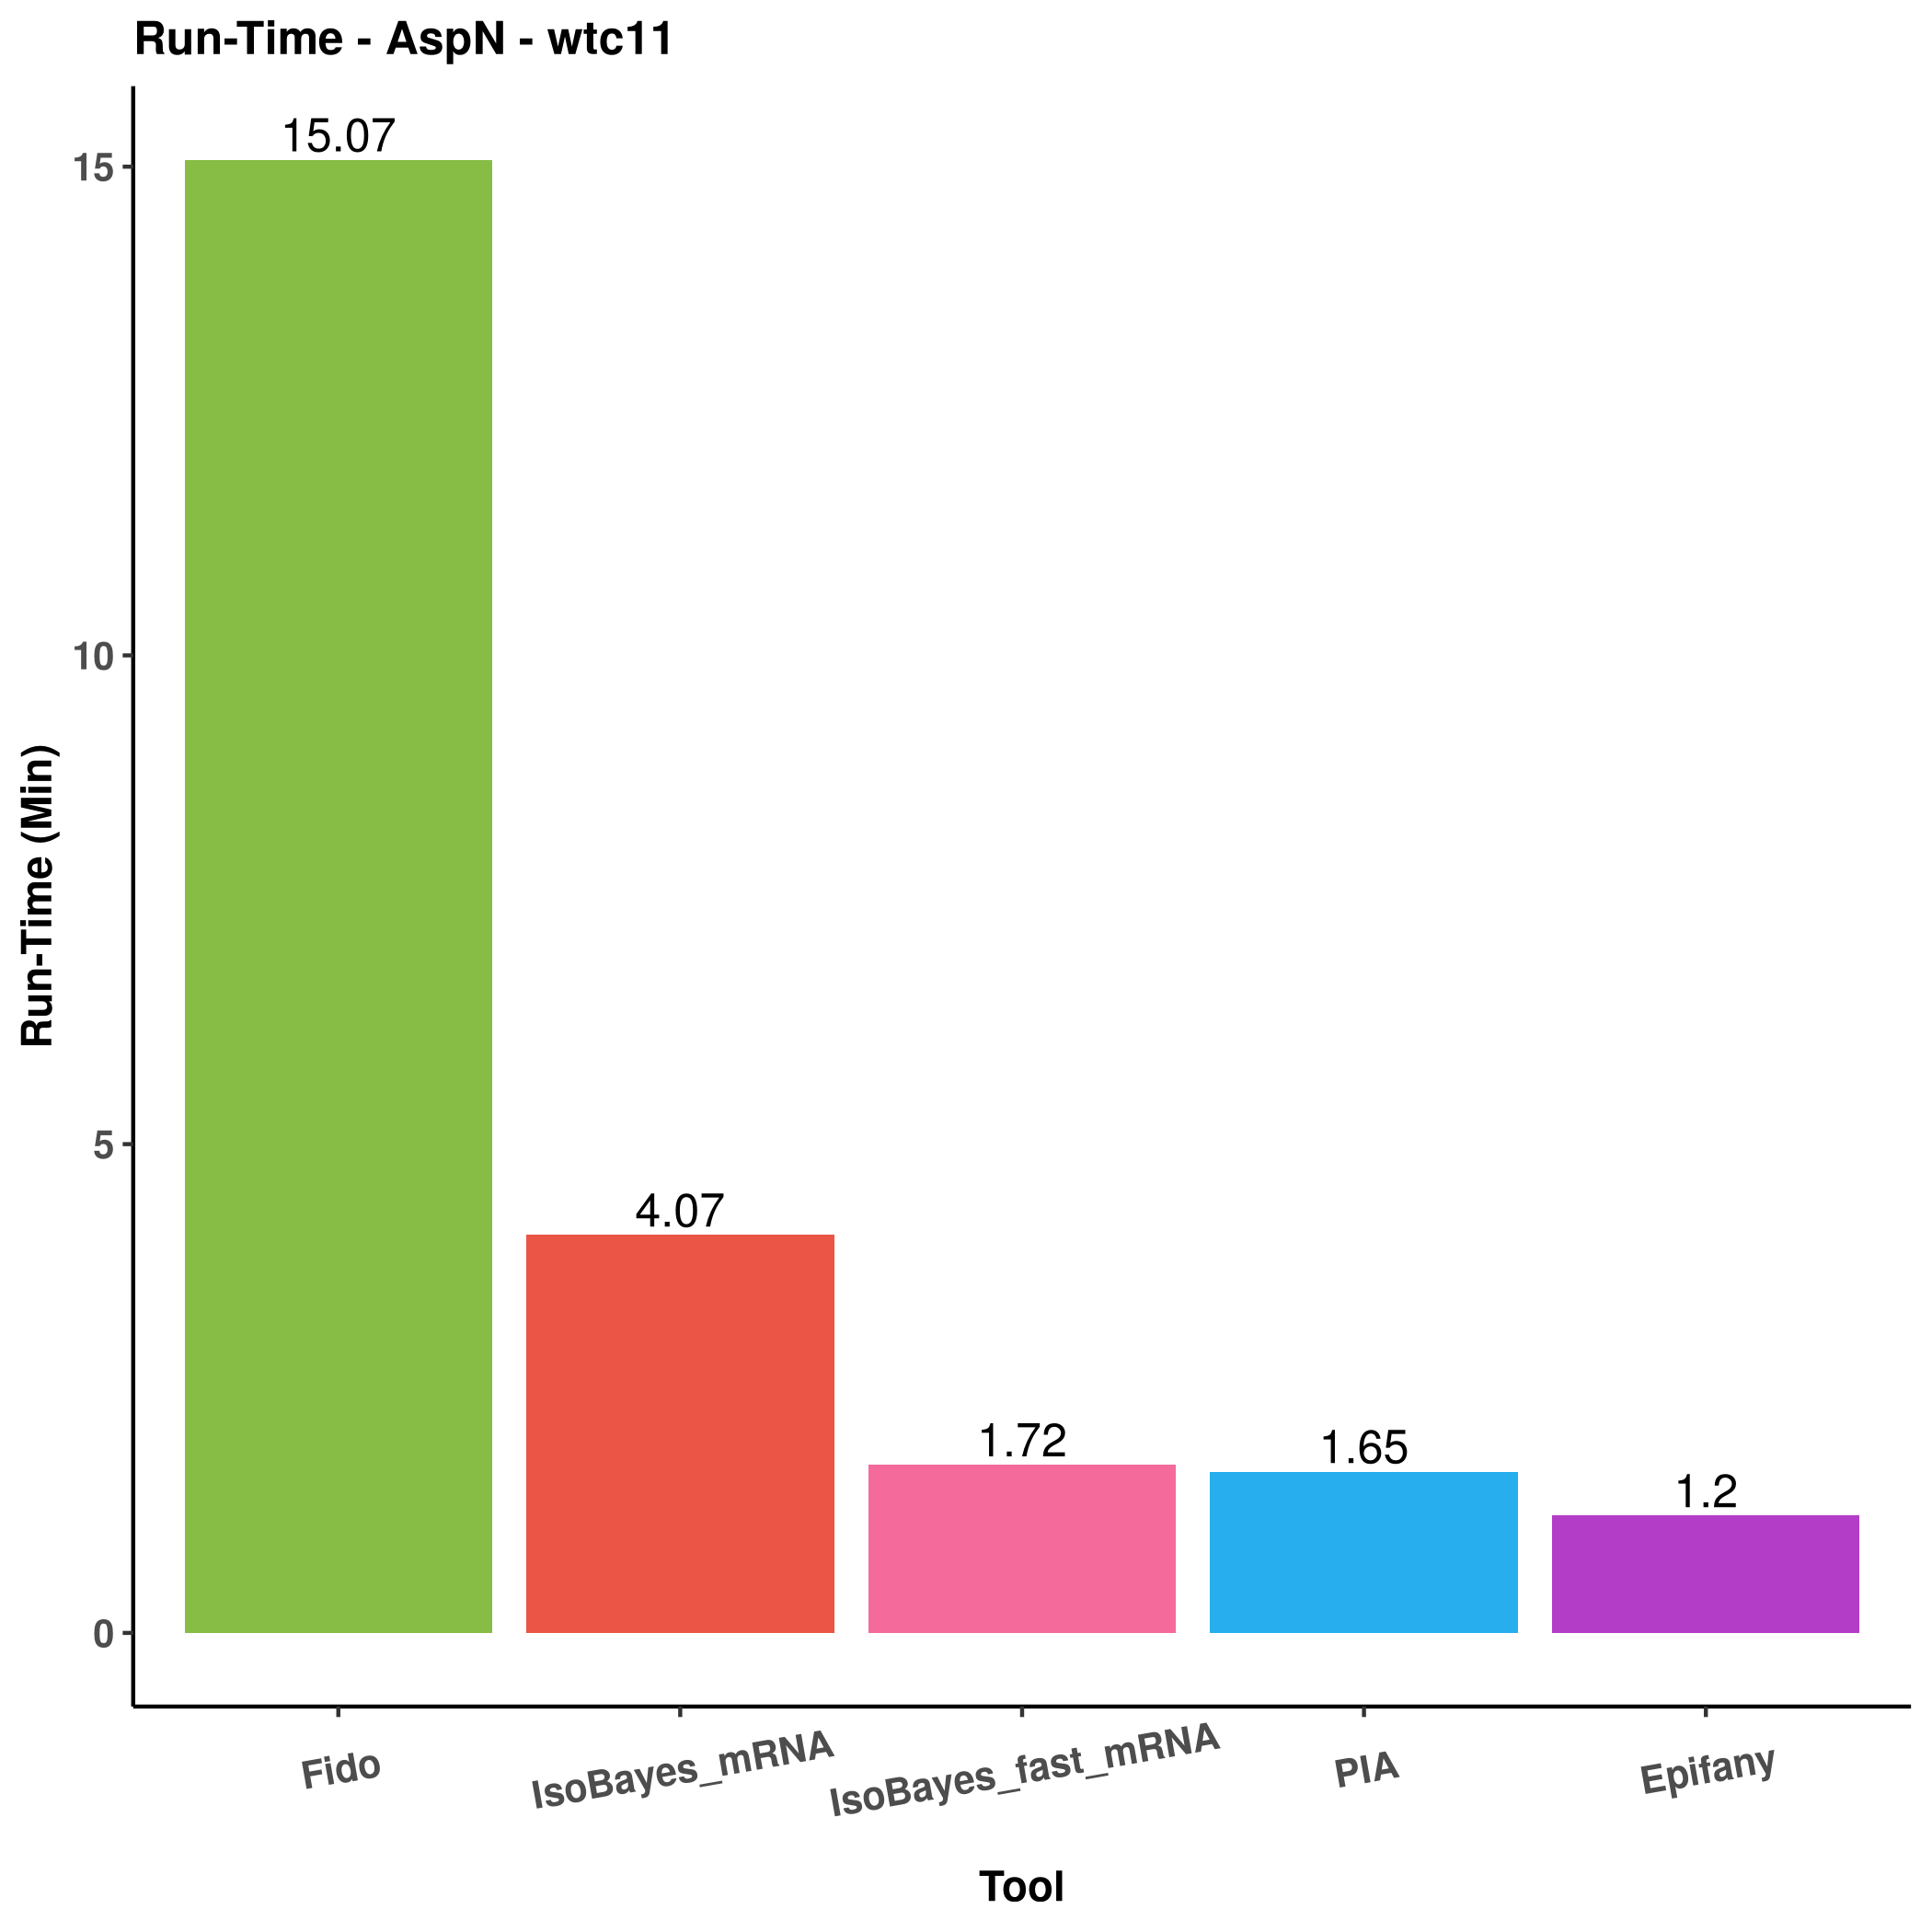 Run-Time - AspN - wtc11
Run-Time (Min)
15
10
5
0
15.07
4.07
1.72
1.65
1.2
Fido
IsoBayes_mRNA
IsoBayes_fast_mRNA
PIA
Epifany
Tool